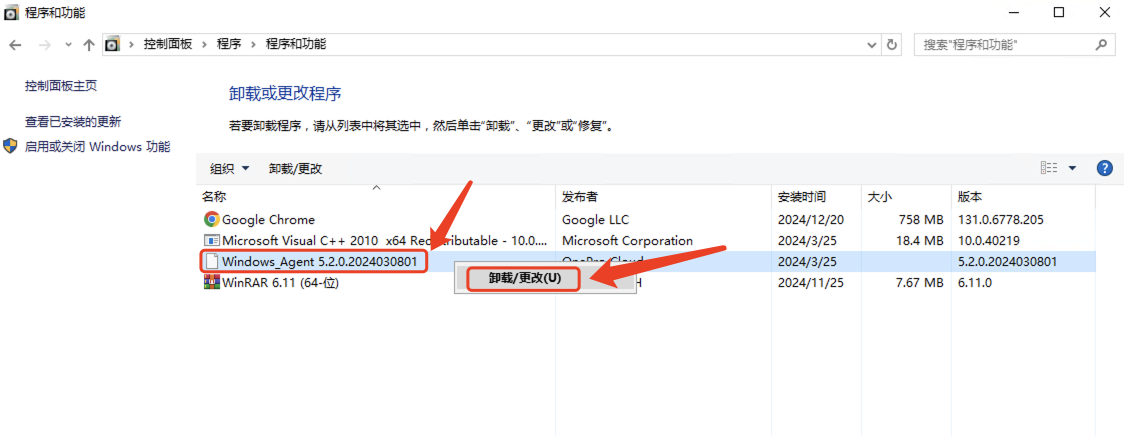 程序和功能
控制面板 程序 程序和功能
搜索"程序和功能"
控制面板主页
查看已安装的更新
启用或关闭 Windows 功能
卸载或更改程序
若要卸载程序，请从列表中将其选中，然后单击“卸载”、“更改”或“修复”。
组织 卸载/更改
名称 发布者 安装时间 大小 版本
Google Chrome Google LLC 2024/12/20 758 MB 131.0.6778.205
Microsoft Visual C++ 2010 x64 Redistributable - 10.0.... Microsoft Corporation 2024/3/25 18.4 MB 10.0.40219
Windows_Agent 5.2.0.2024030801 2024/3/25 5.2.0.2024030801
卸载/更改(U)
WinRAR 6.11 (64-位) 2024/11/25 7.67 MB 6.11.0